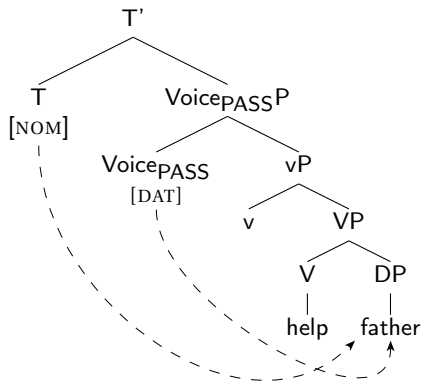 T'
T VoicePASSP
[NOM]
VoicePASS vP
[DAT]
v VP
V DP
help father